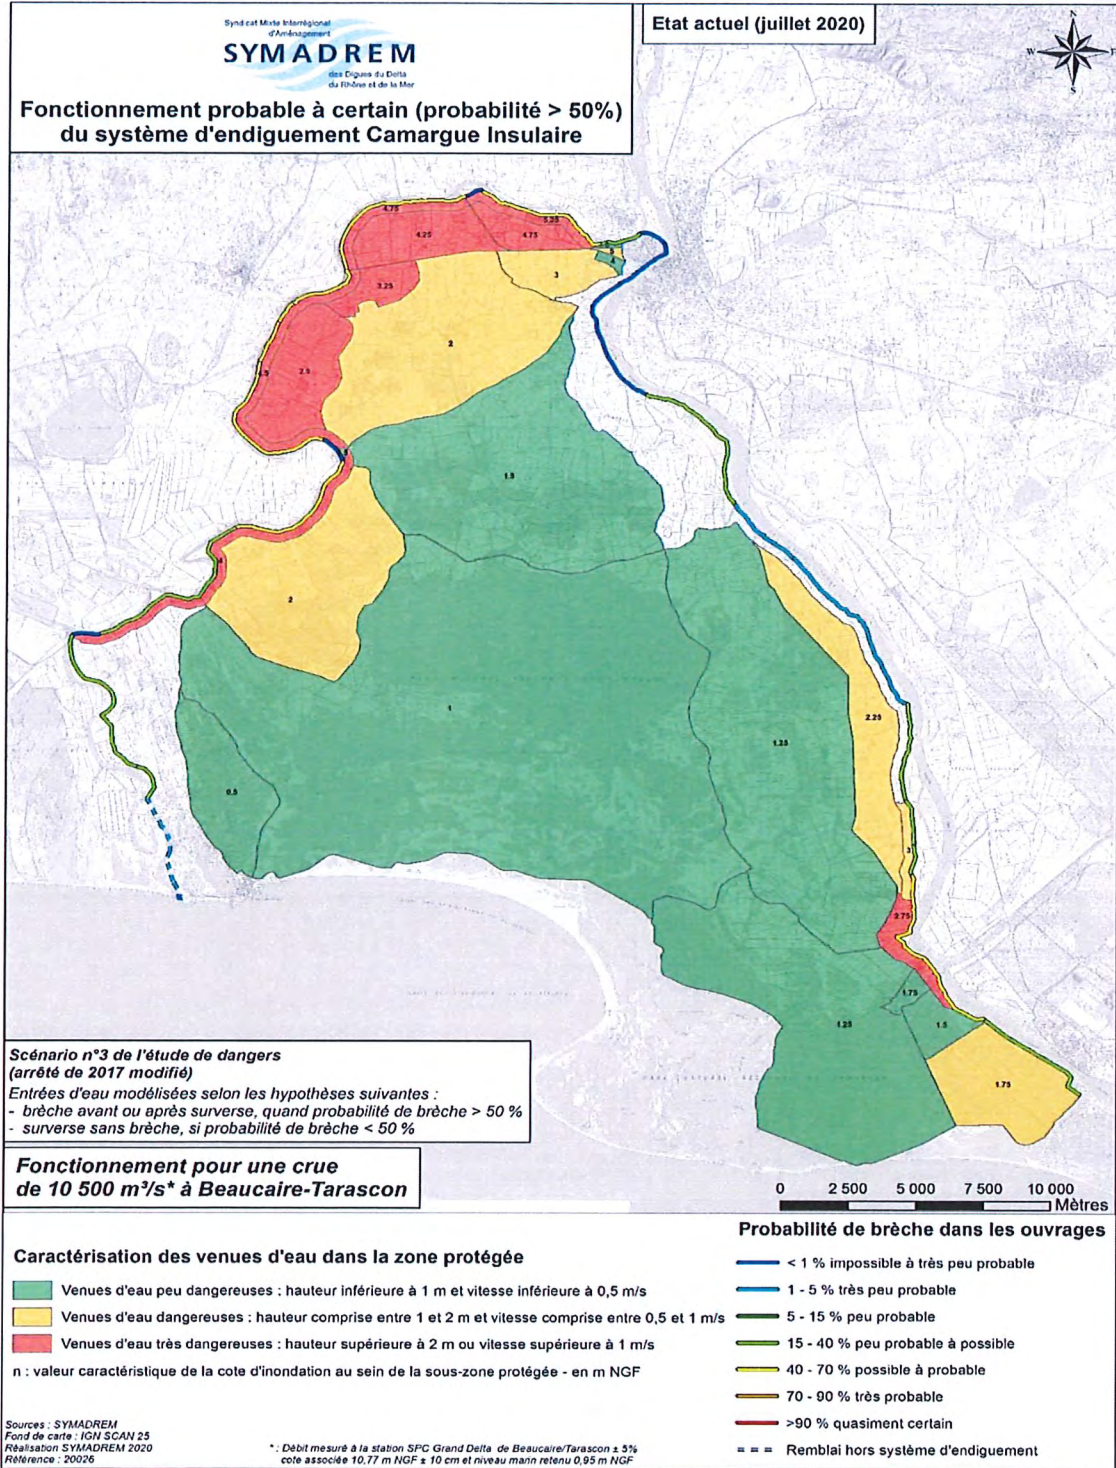 Syndicat Mixte Interrégional
d'Aménagement
SYMADREM
des Digues du Delta
du Rhône et de la Mer
Fonctionnement probable à certain (probabilité > 50%)
du système d'endiguement Camargue Insulaire
Etat actuel (juillet 2020)
N
W
E
S
4.75
5.25
4.25
4.75
3
3.25
2
2.5
1.5
2
1
0,5
1.25
2.25
3
2.75
1.75
1.5
1.25
1.75
Scénario n°3 de l'étude de dangers
(arrêté de 2017 modifié)
Entrées d'eau modélisées selon les hypothèses suivantes :
- brèche avant ou après surverse, quand probabilité de brèche > 50 %
- surverse sans brèche, si probabilité de brèche < 50 %
Fonctionnement pour une crue
de 10 500 m³/s* à Beaucaire-Tarascon
0 2 500 5 000 7 500 10 000
Mètres
Caractérisation des venues d'eau dans la zone protégée
Venues d'eau peu dangereuses : hauteur inférieure à 1 m et vitesse inférieure à 0,5 m/s
Venues d'eau dangereuses : hauteur comprise entre 1 et 2 m et vitesse comprise entre 0,5 et 1 m/s
Venues d'eau très dangereuses : hauteur supérieure à 2 m ou vitesse supérieure à 1 m/s
n : valeur caractéristique de la cote d'inondation au sein de la sous-zone protégée - en m NGF
Probabilité de brèche dans les ouvrages
< 1 % impossible à très peu probable
1 - 5 % très peu probable
5 - 15 % peu probable
15 - 40 % peu probable à possible
40 - 70 % possible à probable
70 - 90 % très probable
>90 % quasiment certain
Remblai hors système d'endiguement
Sources : SYMADREM
Fond de carte : IGN SCAN 25
Réalisation SYMADREM 2020
Référence : 20026
* : Débit mesuré à la station SPC Grand Delta de Beaucaire/Tarascon ± 5%
cote associée 10,77 m NGF ± 10 cm et niveau marin retenu 0,95 m NGF